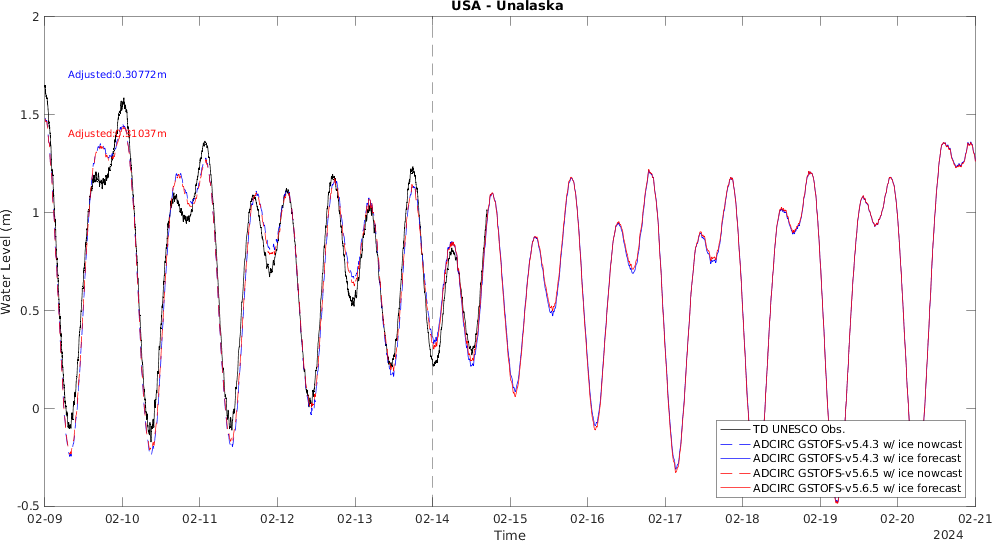 USA - Unalaska
2
1.5
1
0.5
0
-0.5
Water Level (m)
Adjusted:0.30772m
Adjusted:0.31037m
TD UNESCO Obs.
ADCIRC GSTOFS-v5.4.3 w/ ice nowcast
ADCIRC GSTOFS-v5.4.3 w/ ice forecast
ADCIRC GSTOFS-v5.6.5 w/ ice nowcast
ADCIRC GSTOFS-v5.6.5 w/ ice forecast
02-09 02-10 02-11 02-12 02-13 02-14 02-15 02-16 02-17 02-18 02-19 02-20 02-21
Time
2024